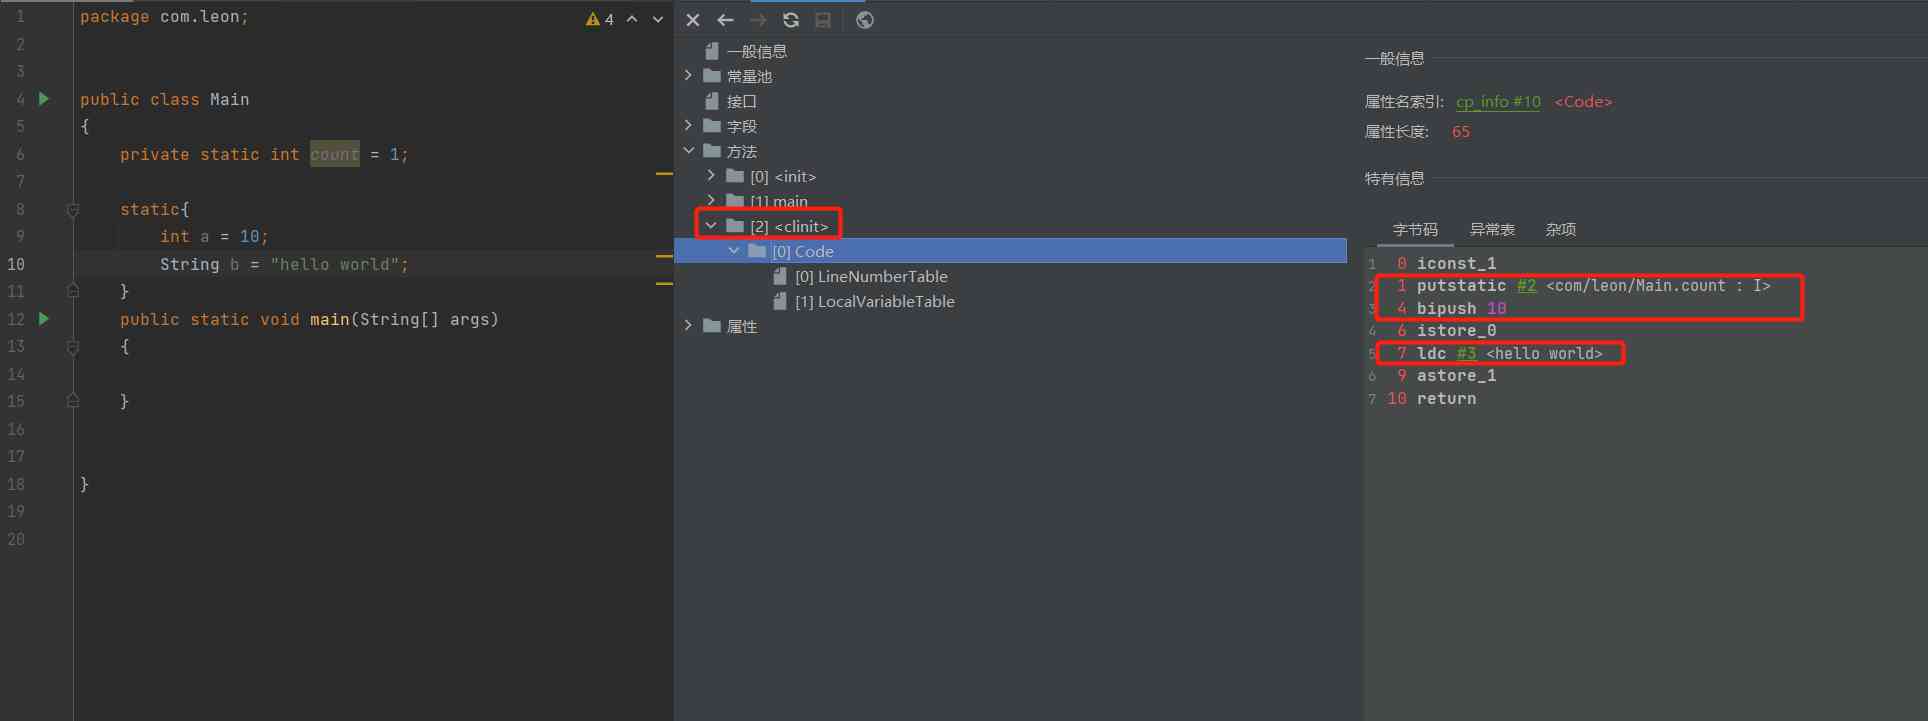 1 package com.leon;
2
3
4 public class Main
5 {
6 private static int count = 1;
7
8 static{
9 int a = 10;
10 String b = "hello world";
11 }
12 public static void main(String[] args)
13 {
14
15 }
16
17
18 }
19
20
4
一般信息
常量池
接口
字段
方法
[0] <init>
[1] main
[2] <clinit>
[0] Code
[0] LineNumberTable
[1] LocalVariableTable
属性
一般信息
属性名索引: cp_info #10 <Code>
属性长度: 65
特有信息
字节码 异常表 杂项
1 0 iconst_1
2 1 putstatic #2 <com/leon/Main.count : I>
3 4 bipush 10
4 6 istore_0
5 7 ldc #3 <hello world>
6 9 astore_1
7 10 return